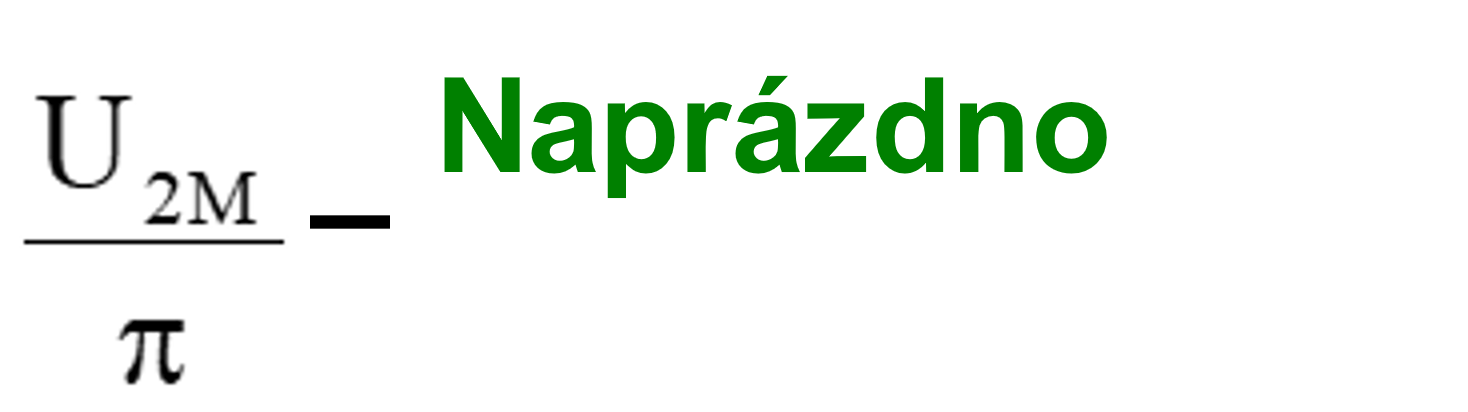 U2M
π
– Naprázdno